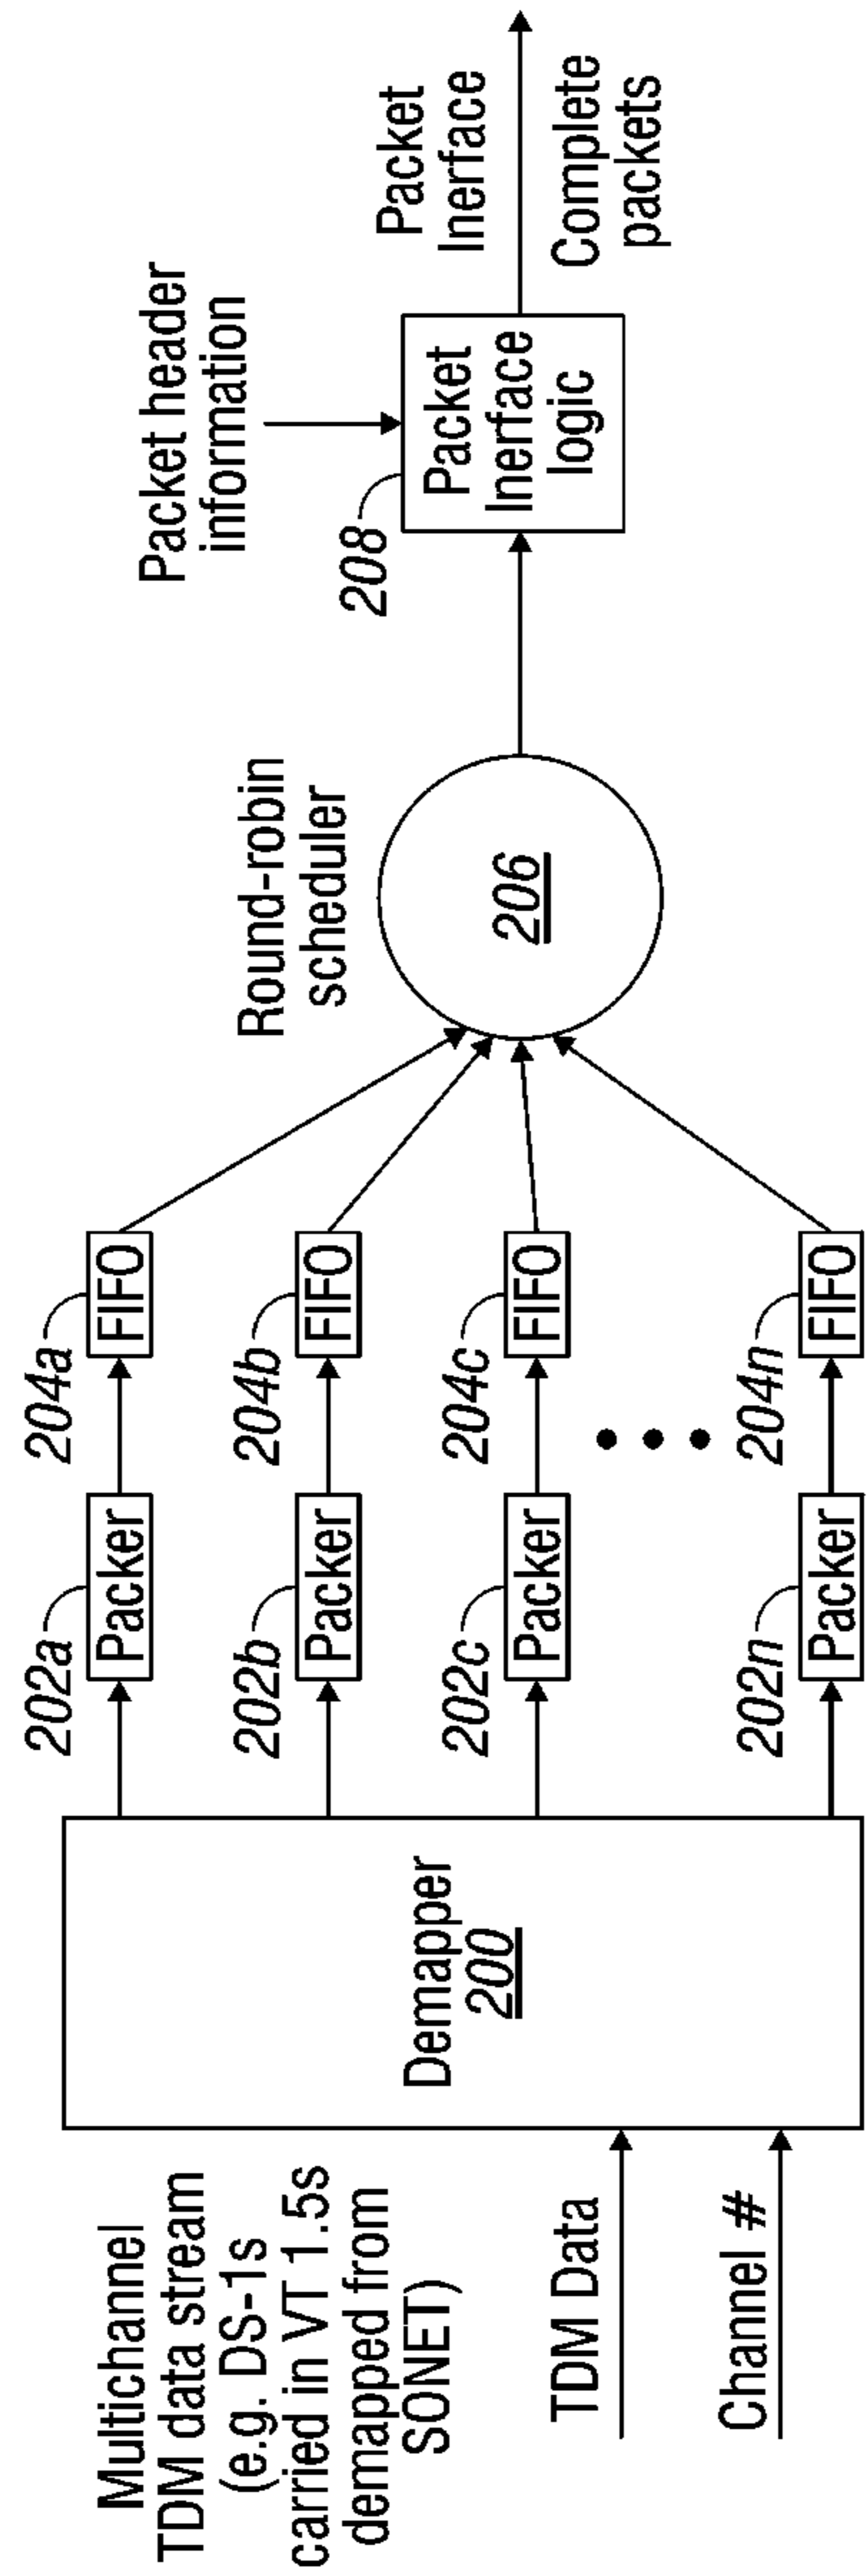 Multichannel
TDM data stream
(e.g. DS-1s
carried in VT 1.5s
demapped from
SONET)
TDM Data
Channel #
Demapper
200
202a
Packer
204a
FIFO
202b
Packer
204b
FIFO
202c
Packer
204c
FIFO
202n
Packer
204n
FIFO
Round-robin
scheduler
206
Packet header
information
208
Packet
Inerface
logic
Packet
Inerface
Complete
packets